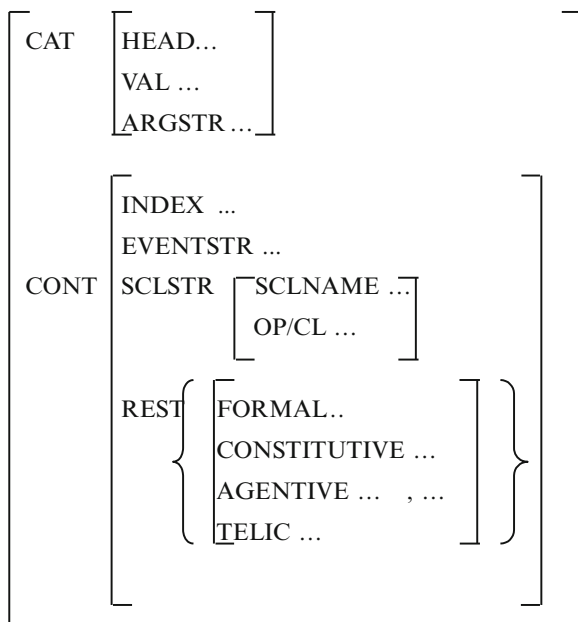 CAT HEAD...
VAL ...
ARGSTR ...
INDEX ...
EVENTSTR ...
CONT SCLSTR SCLNAME ...
OP/CL ...
REST FORMAL..
CONSTITUTIVE ...
AGENTIVE ... , ...
TELIC ...